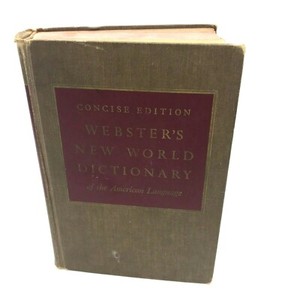 CONCISE EDITION
WEBSTER'S
NEW WORLD
DICTIONARY
of the American Language